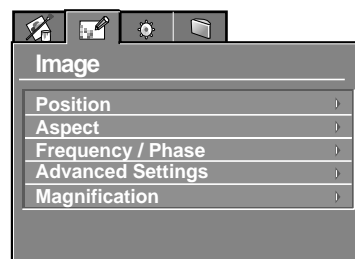 Image
Position
Aspect
Frequency / Phase
Advanced Settings
Magnification